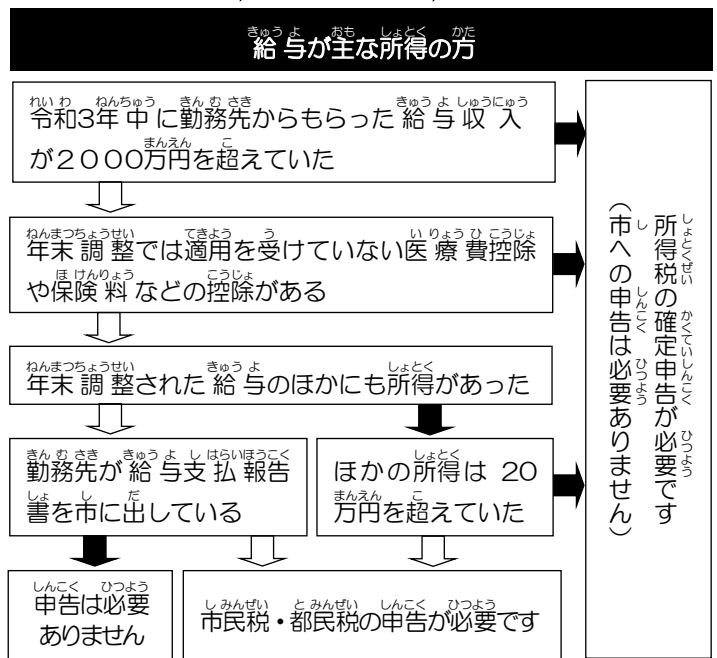 給与が主な所得の方
令和3年中に勤務先からもらった給与収入
が2000万円を超えていた
年末調整では適用を受けていない医療費控除
や保険料などの控除がある
年末調整された給与のほかにも所得があった
勤務先が給与支払報告
書を市に出している
ほかの所得は 20
万円を超えていた
申告は必要
ありません
市民税・都民税の申告が必要です
所得税の確定申告が必要です
(市への申告は必要ありません)